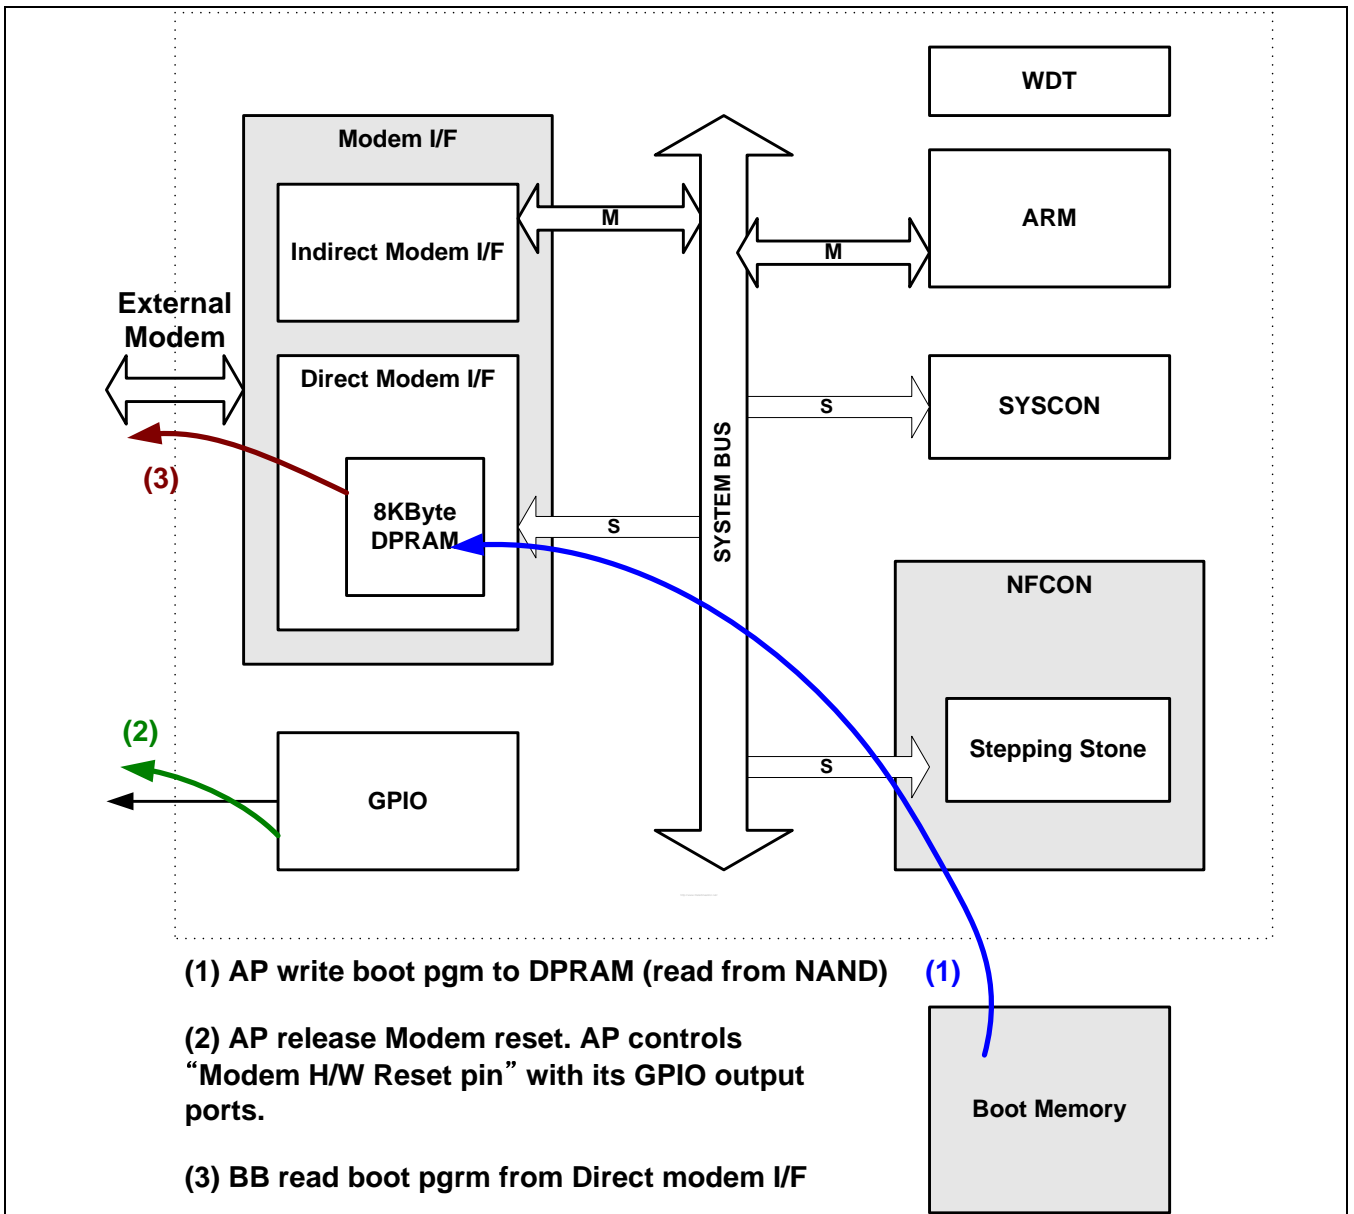 WDT
Modem I/F
Indirect Modem I/F
M
M
ARM
External
Modem
Direct Modem I/F
S
SYSCON
(3)
8KByte
DPRAM
S
SYSTEM BUS
NFCON
(2)
GPIO
S
Stepping Stone
(1) AP write boot pgm to DPRAM (read from NAND)
(1)
(2) AP release Modem reset. AP controls
“Modem H/W Reset pin” with its GPIO output
ports.
Boot Memory
(3) BB read boot pgrm from Direct modem I/F